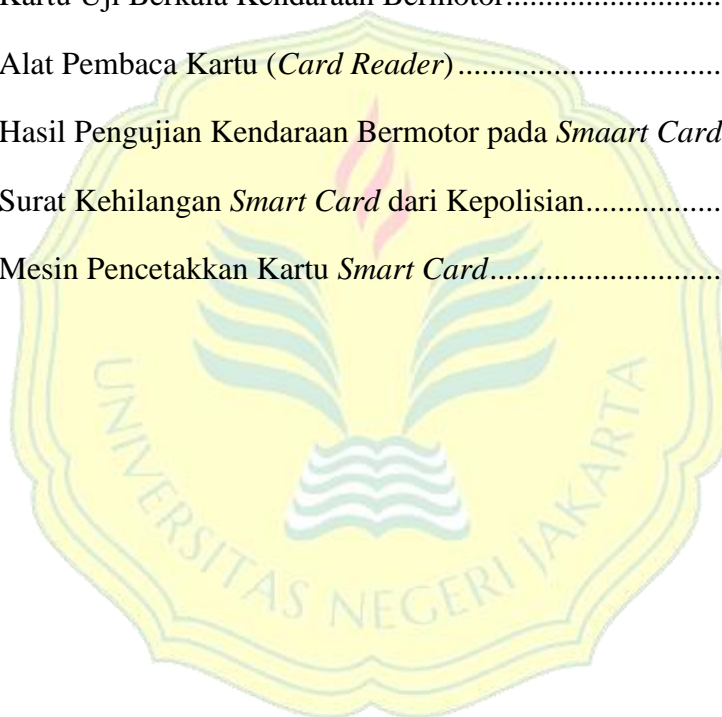 Kartu Uji Berkala Kendaraan Bermotor...............................
Alat Pembaca Kartu (Card Reader)..................................
Hasil Pengujian Kendaraan Bermotor pada Smaart Card
Surat Kehilangan Smart Card dari Kepolisian.................
Mesin Pencetakkan Kartu Smart Card.............................
UNIVERSITAS NEGERI JAKARTA